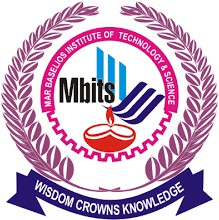 MAR BASELIOS INSTITUTE OF TECHNOLOGY & SCIENCE
Mbits
WISDOM CROWNS KNOWLEDGE